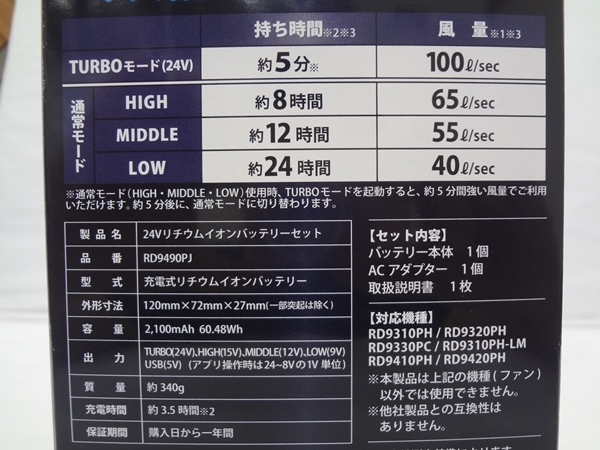 持ち時間※2※3 風量※1※3
TURBOモード(24V) 約5分※ 100ℓ/sec
通常モード
HIGH 約8時間 65ℓ/sec
MIDDLE 約12時間 55ℓ/sec
LOW 約24時間 40ℓ/sec
※通常モード(HIGH・MIDDLE・LOW)使用時、TURBOモードを起動すると、約5分間強い風量でご利用
いただけます。約5分後に、通常モードに切り替わります。
製品名 24Vリチウムイオンバッテリーセット
品番 RD9490PJ
型式 充電式リチウムイオンバッテリー
外形寸法 120mm×72mm×27mm(一部突起は除く)
容量 2,100mAh 60.48Wh
出力 TURBO(24V),HIGH(15V),MIDDLE(12V),LOW(9V)
USB(5V)(アプリ操作時は24~8Vの1V単位)
質量 約340g
充電時間 約3.5時間※2
保証期間 購入日から一年間
【セット内容】
バッテリー本体 1個
ACアダプター 1個
取扱説明書 1枚
【対応機種】
RD9310PH / RD9320PH
RD9330PC / RD9310PH-LM
RD9410PH / RD9420PH
※本製品は上記の機種(ファン)
以外では使用できません。
※他社製品との互換性は
ありません。